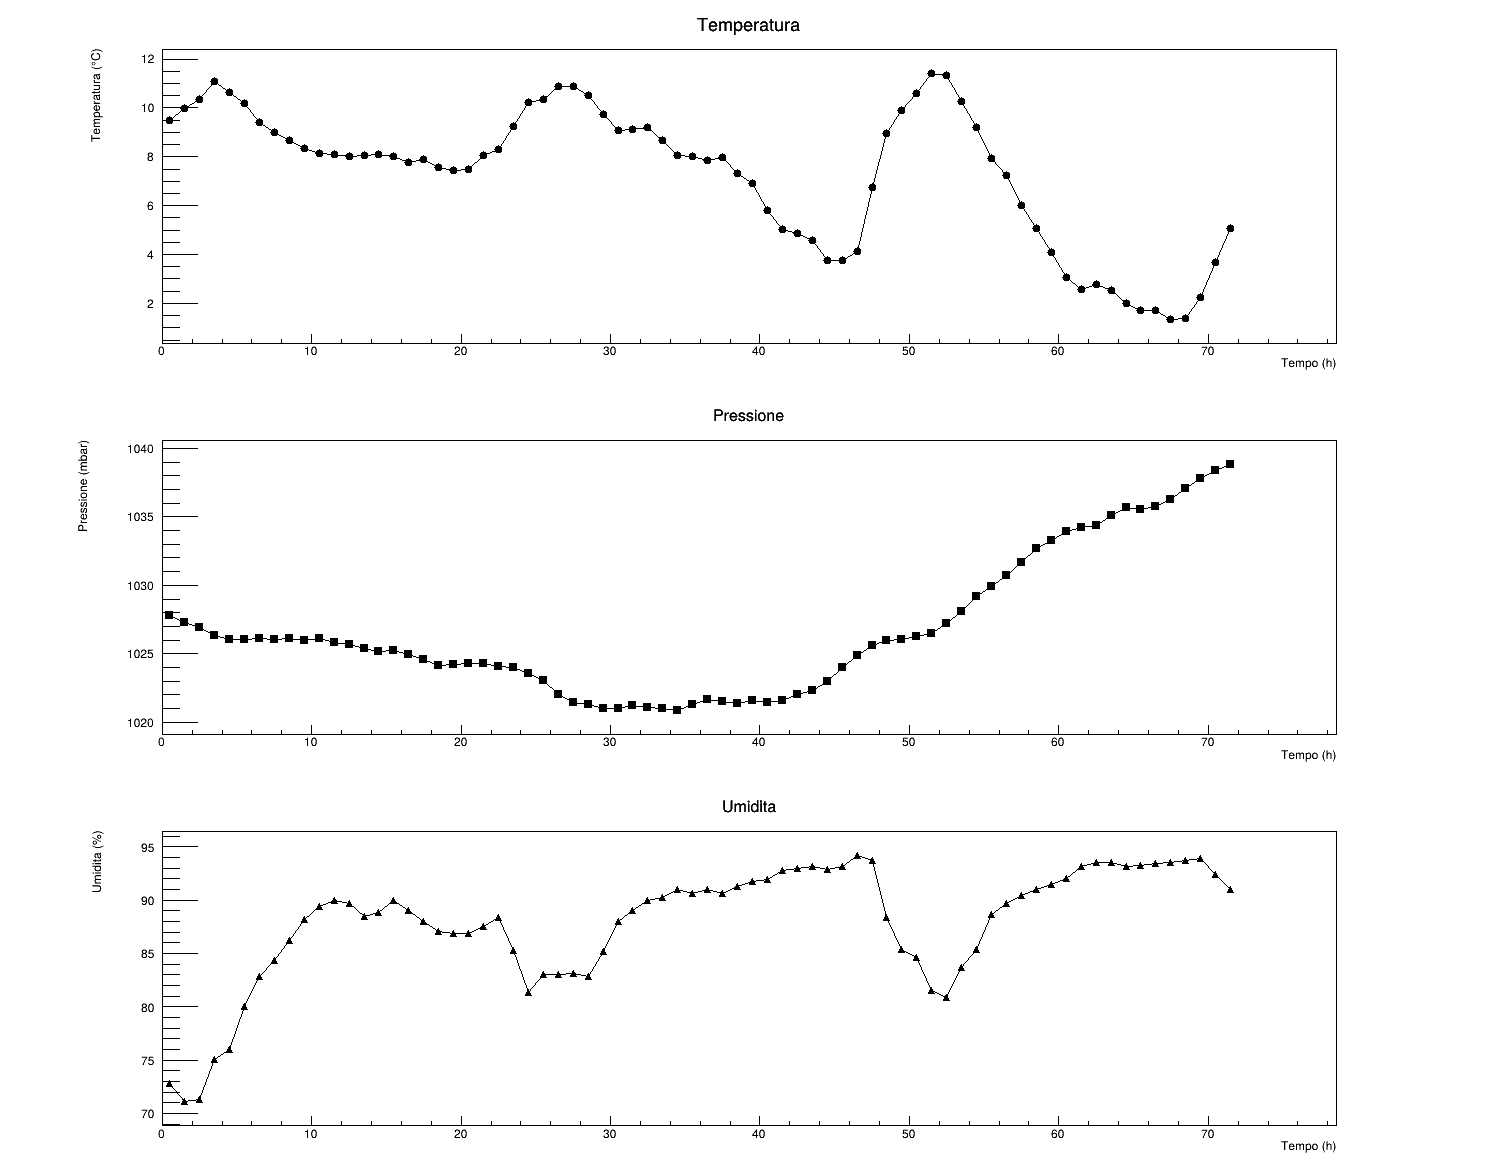 Temperatura
Temperatura (°C)
12
10
8
6
4
2
0 10 20 30 40 50 60 70
Tempo (h)
Pressione
Pressione (mbar)
1040
1035
1030
1025
1020
0 10 20 30 40 50 60 70
Tempo (h)
UmidIta
Umidita (%)
95
90
85
80
75
70
0 10 20 30 40 50 60 70
Tempo (h)